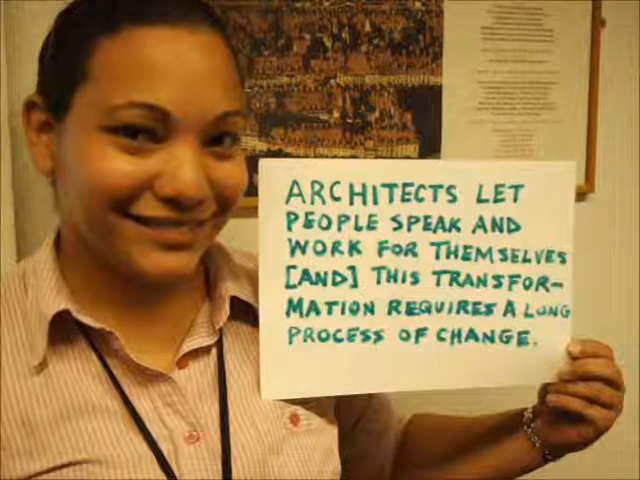 ARCHITECTS LET
PEOPLE SPEAK AND
WORK FOR THEMSELVES
[AND] THIS TRANSFOR-
MATION REQUIRES A LONG
PROCESS OF CHANGE.